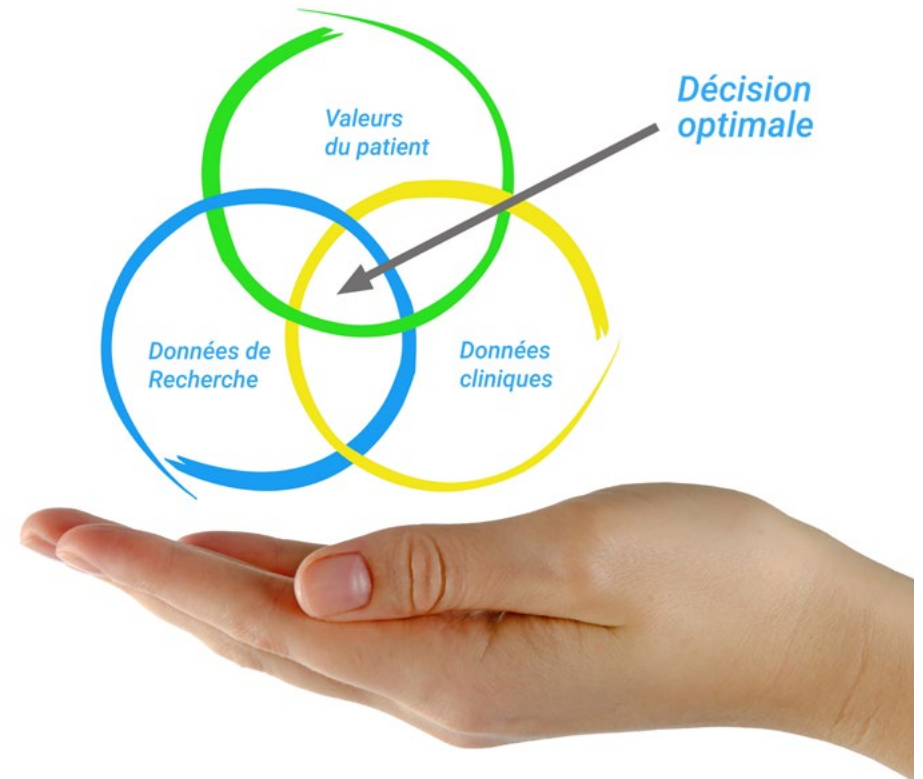 Valeurs
du patient
Décision
optimale
Données de
Recherche
Données
cliniques